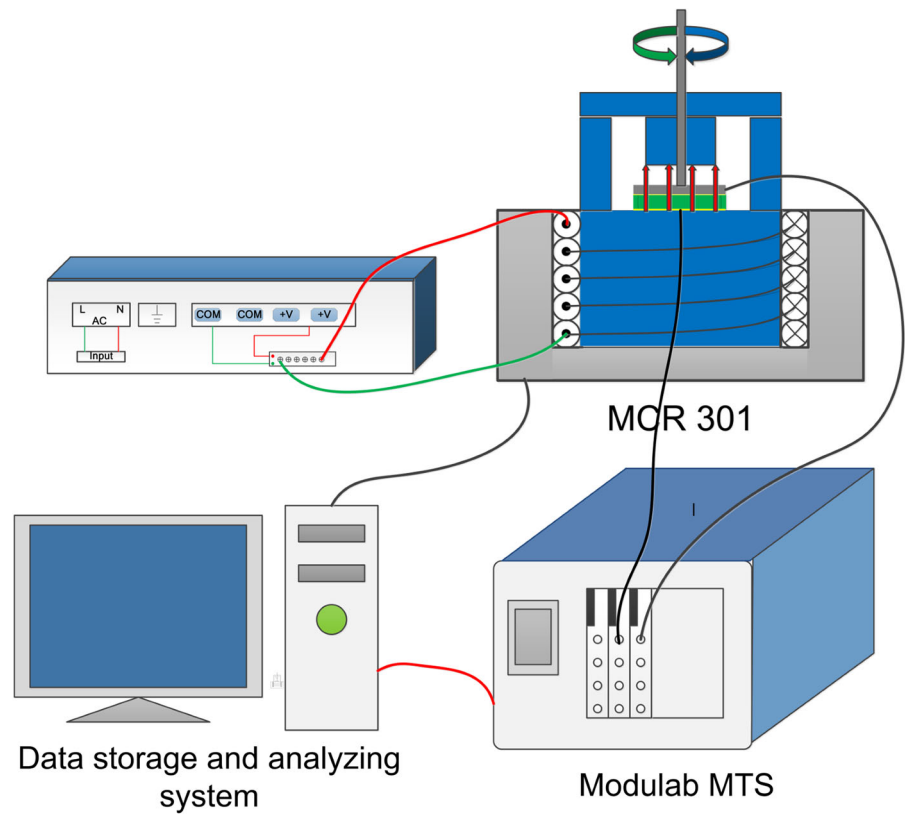 L N
AC
Input
COM COM +V +V
MCR 301
Data storage and analyzing
system
Modulab MTS